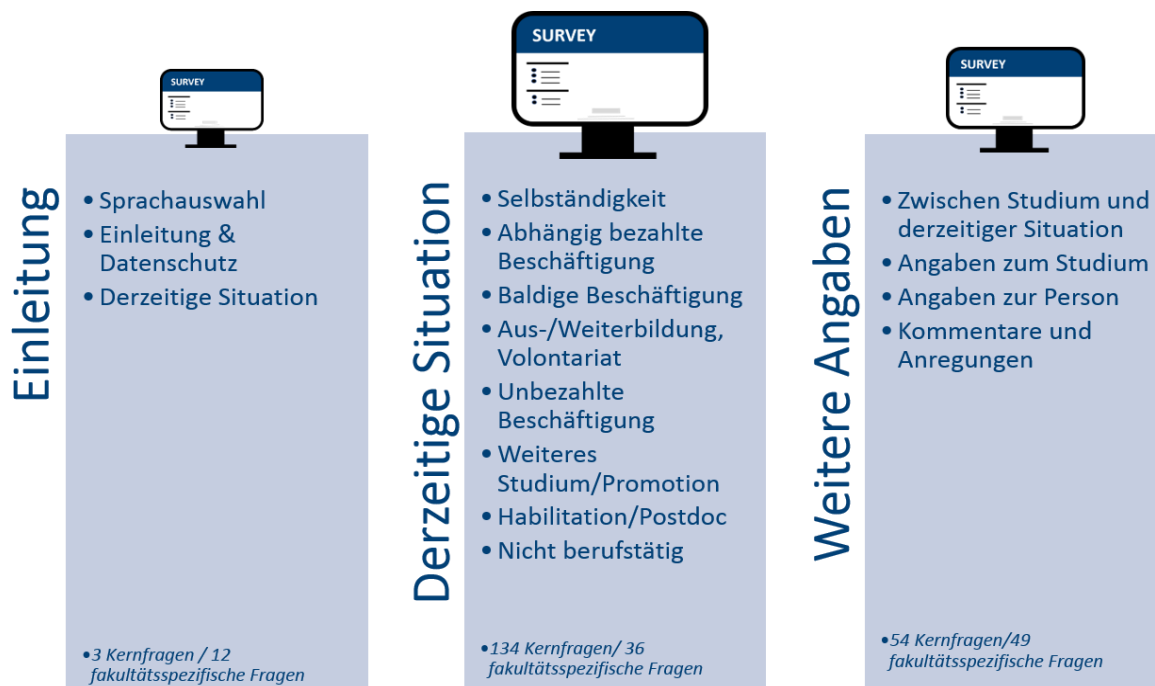 SURVEY
Einleitung
• Sprachauswahl
• Einleitung &
Datenschutz
• Derzeitige Situation
•3 Kernfragen / 12
fakultätsspezifische Fragen
SURVEY
Derzeitige Situation
• Selbständigkeit
• Abhängig bezahlte
Beschäftigung
• Baldige Beschäftigung
• Aus-/Weiterbildung,
Volontariat
• Unbezahlte
Beschäftigung
• Weiteres
Studium/Promotion
• Habilitation/Postdoc
• Nicht berufstätig
•134 Kernfragen/ 36
fakultätsspezifische Fragen
SURVEY
Weitere Angaben
• Zwischen Studium und
derzeitiger Situation
• Angaben zum Studium
• Angaben zur Person
• Kommentare und
Anregungen
•54 Kernfragen/49
fakultätsspezifische Fragen